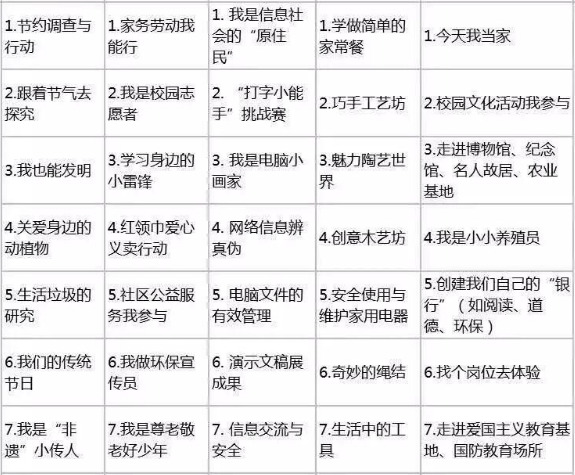 1.节约调查与
行动
1.家务劳动我
能行
1. 我是信息社
会的“原住
民”
1.学做简单的
家常餐
1.今天我当家
2.跟着节气去
探究
2.我是校园志
愿者
2. “打字小能
手”挑战赛
2.巧手工艺坊
2.校园文化活动我参与
3.我也能发明
3.学习身边的
小雷锋
3. 我是电脑小
画家
3.魅力陶艺世
界
3.走进博物馆、纪念
馆、名人故居、农业
基地
4.关爱身边的
动植物
4.红领巾爱心
义卖行动
4. 网络信息辨
真伪
4.创意木艺坊
4.我是小小养殖员
5.生活垃圾的
研究
5.社区公益服
务我参与
5. 电脑文件的
有效管理
5.安全使用与
维护家用电器
5.创建我们自己的“银
行”（如阅读、道
德、环保）
6.我们的传统
节日
6.我做环保宣
传员
6. 演示文稿展
成果
6.奇妙的绳结
6.找个岗位去体验
7.我是“非
遗”小传人
7.我是尊老敬
老好少年
7. 信息交流与
安全
7.生活中的工
具
7.走进爱国主义教育基
地、国防教育场所